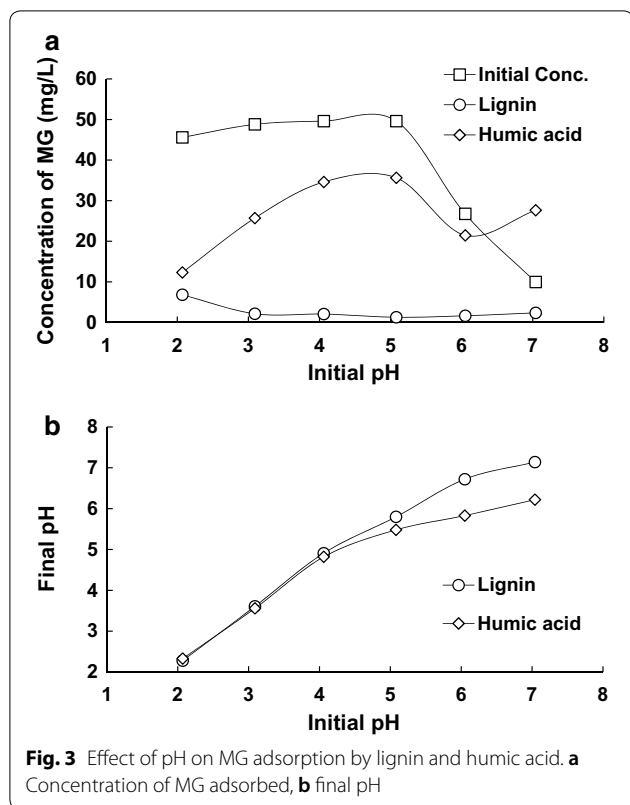 a
Concentration of MG (mg/L)
60
50
40
30
20
10
0
Initial Conc.
Lignin
Humic acid
1 2 3 4 5 6 7 8
Initial pH
b
Final pH
8
7
6
5
4
3
2
Lignin
Humic acid
1 2 3 4 5 6 7 8
Initial pH
Fig. 3 Effect of pH on MG adsorption by lignin and humic acid. a
Concentration of MG adsorbed, b final pH